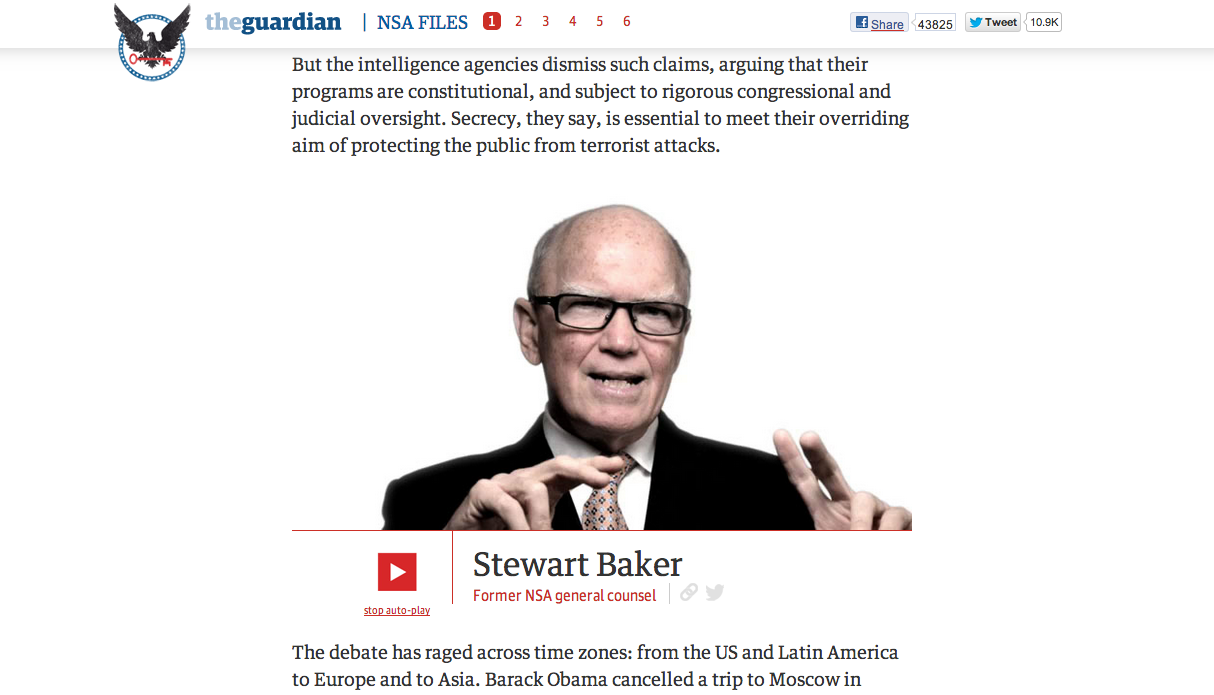 theguardian | NSA FILES 1 2 3 4 5 6 Share 43825 Tweet 10.9K
But the intelligence agencies dismiss such claims, arguing that their
programs are constitutional, and subject to rigorous congressional and
judicial oversight. Secrecy, they say, is essential to meet their overriding
aim of protecting the public from terrorist attacks.
Stewart Baker
Former NSA general counsel
stop auto-play
The debate has raged across time zones: from the US and Latin America
to Europe and to Asia. Barack Obama cancelled a trip to Moscow in